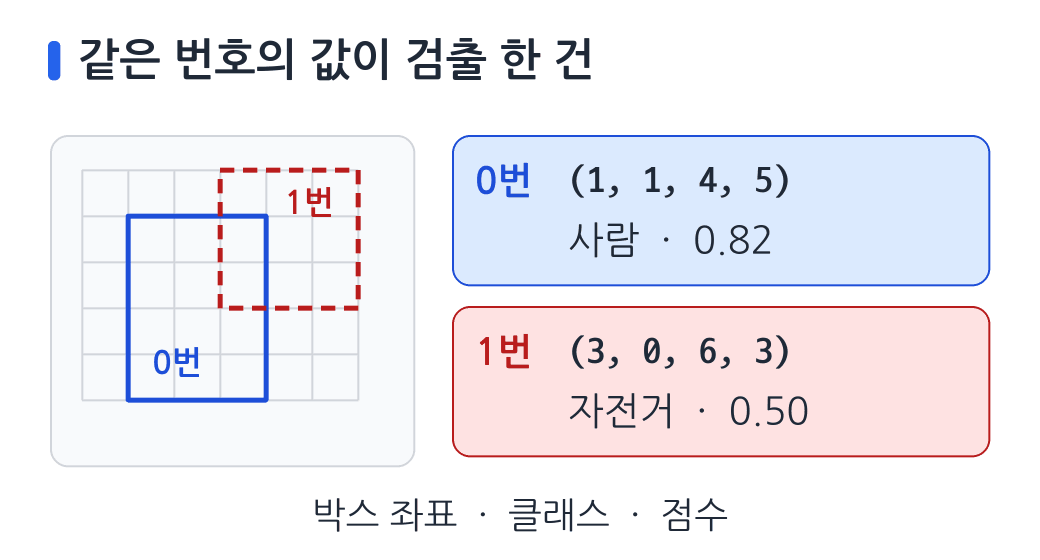 같은 번호의 값이 검출 한 건
1번
0번
0번 (1, 1, 4, 5)
사람 · 0.82
1번 (3, 0, 6, 3)
자전거 · 0.50
박스 좌표 · 클래스 · 점수